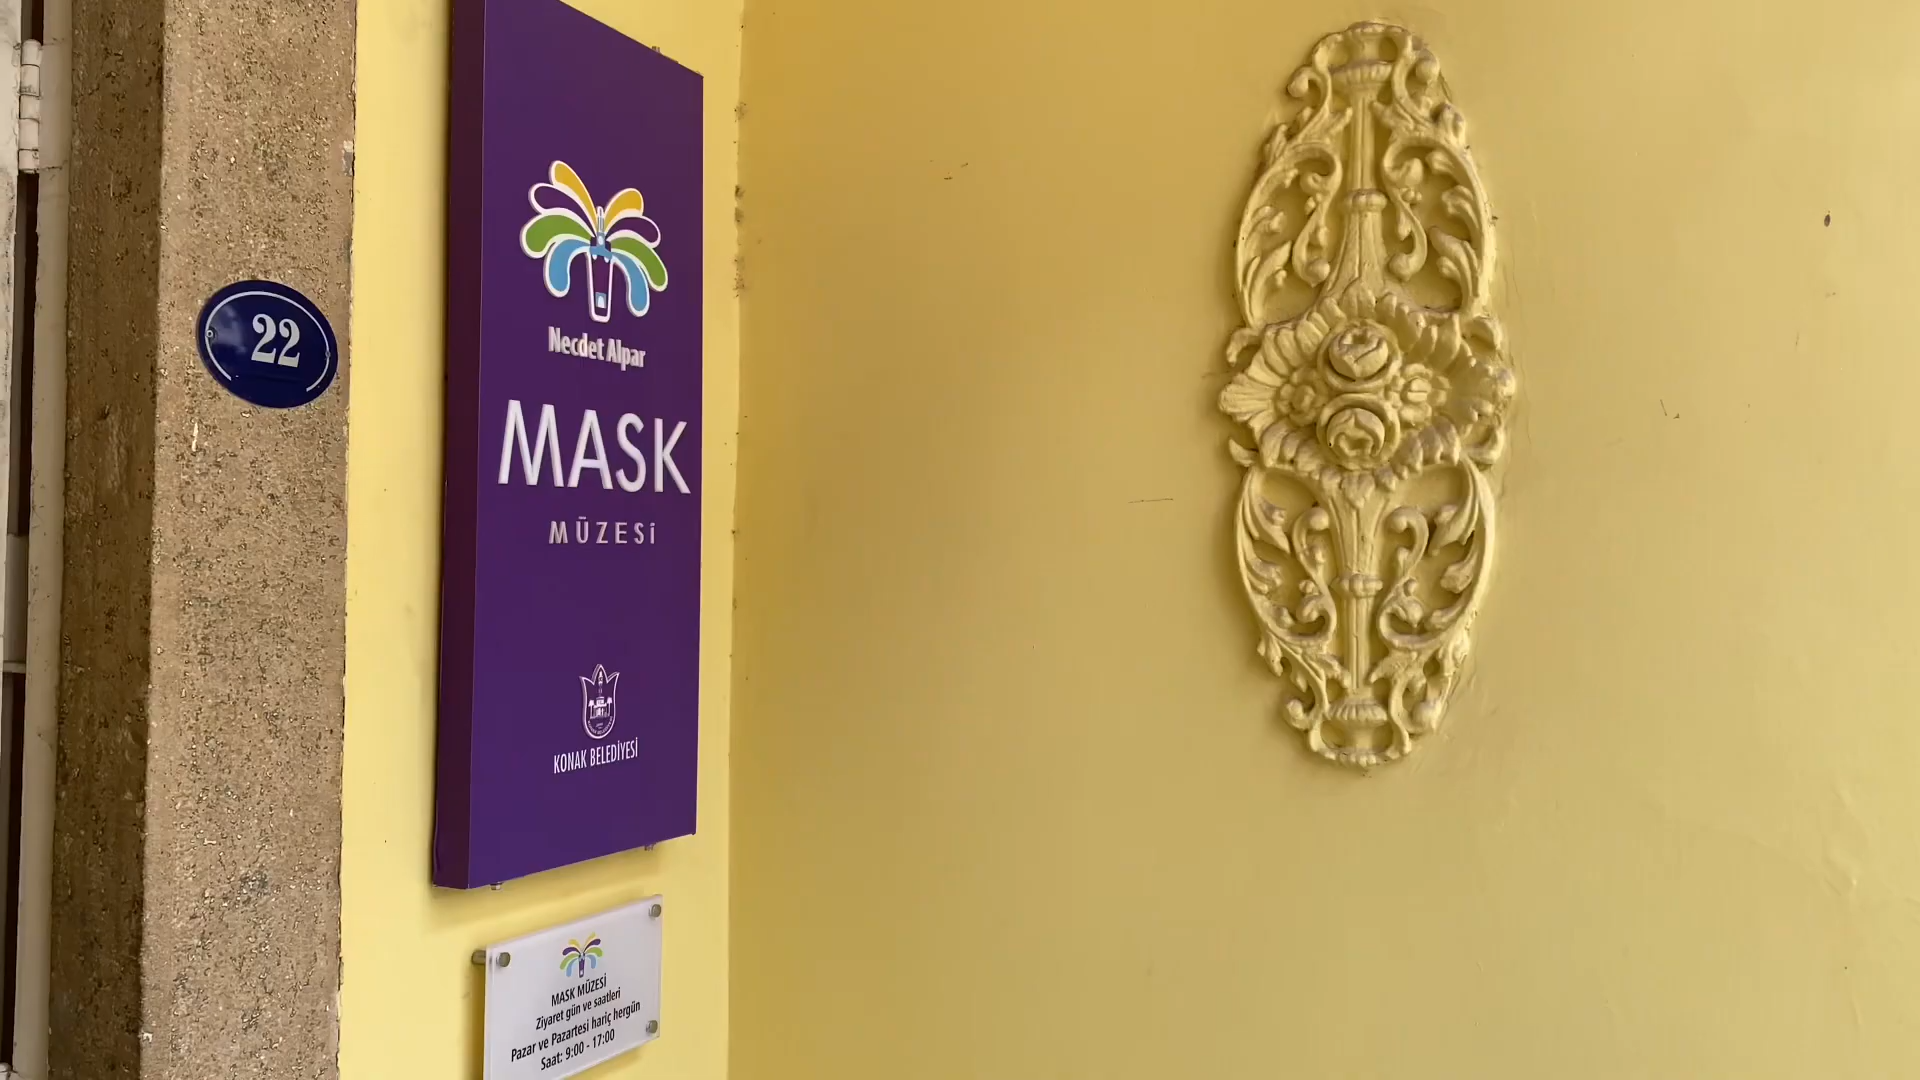 22
Necdet Alpar
MASK
MÜZESİ
KONAK BELEDİYESİ
MASK MÜZESİ
Ziyaret gün ve saatleri
Pazar ve Pazartesi hariç hergün
Saat: 9:00 - 17:00